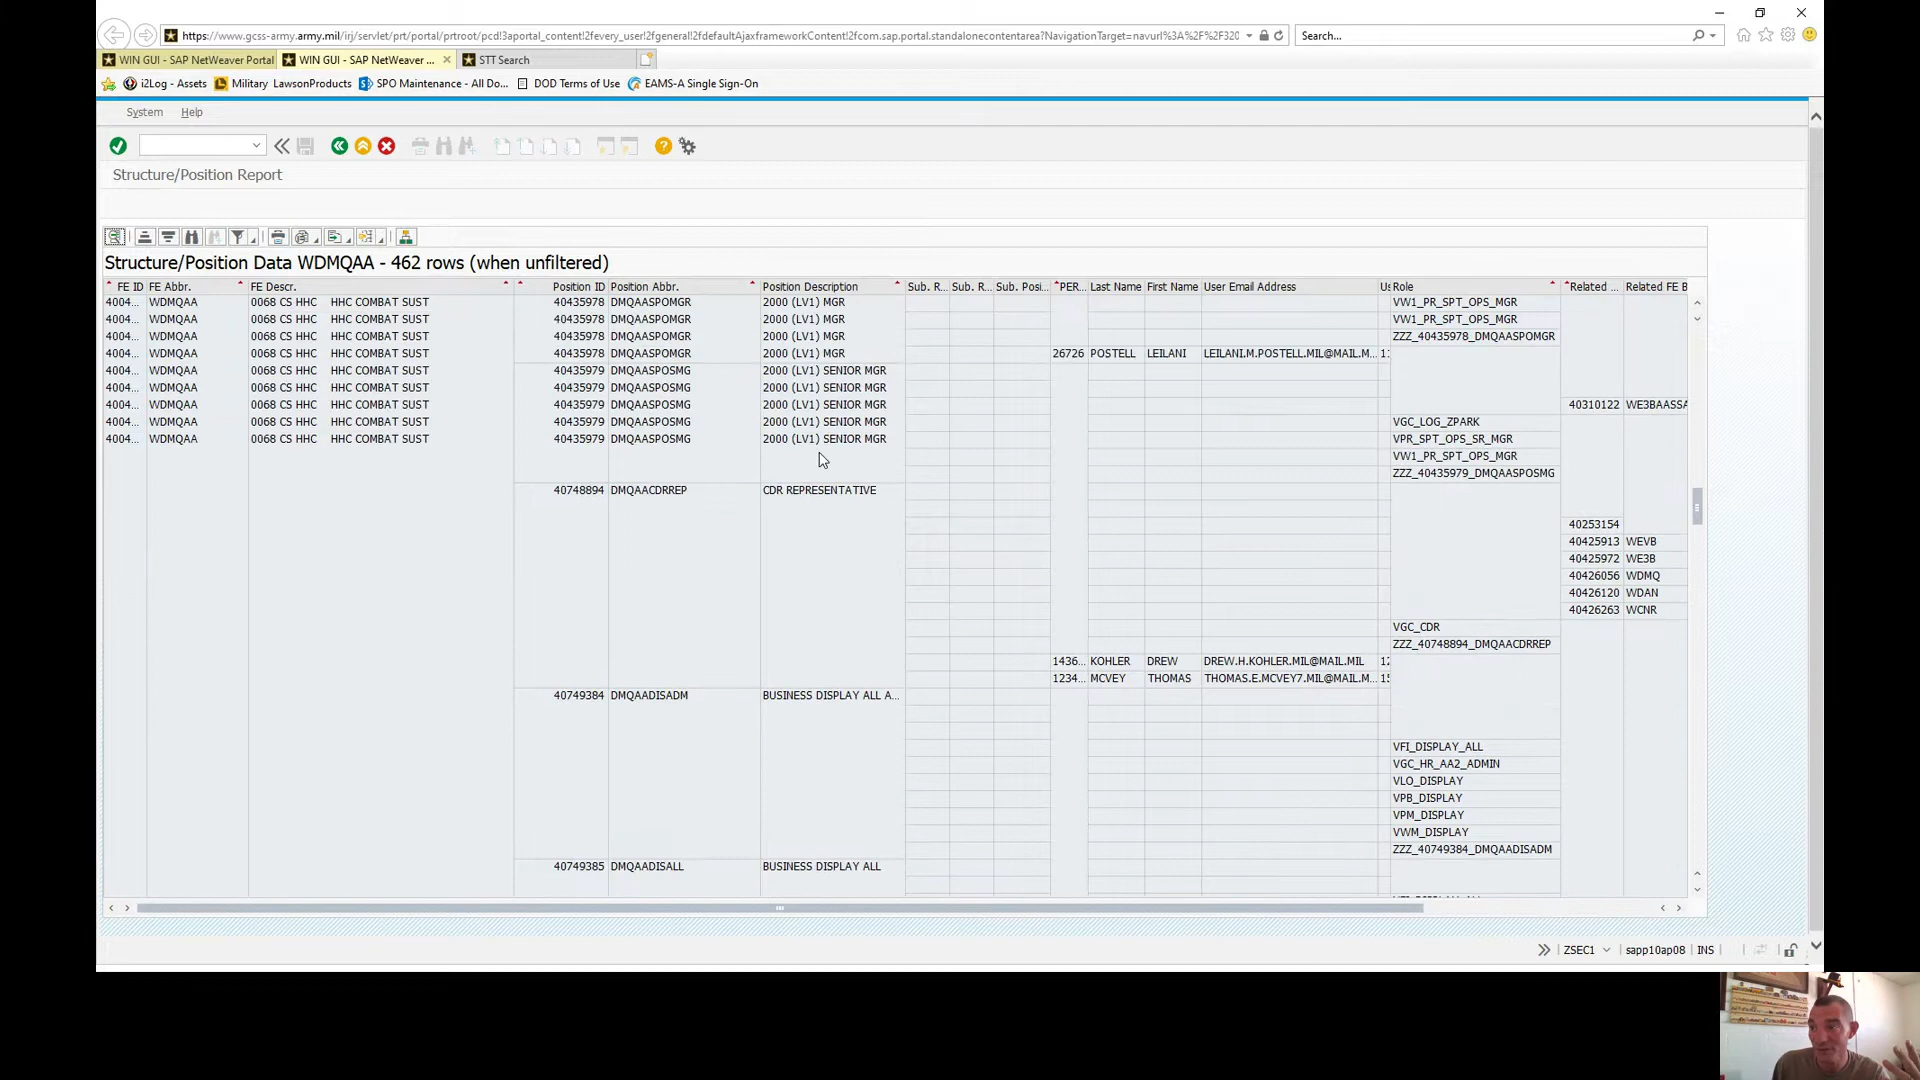 https://www.gcss-army.army.mil/irj/servlet/prt/portal/prtroot/pcd!3aportal_content!2fevery_user!2fgeneral!2fdefaultAjaxframeworkContent!2fcom.sap.portal.standalonecontentarea?NavigationTarget=navurl%3A%2F%2F320 Search...
WIN GUI - SAP NetWeaver Portal WIN GUI - SAP NetWeaver ... STT Search
i2Log - Assets Military LawsonProducts SPO Maintenance - All Do... DOD Terms of Use EAMS-A Single Sign-On
System Help
Structure/Position Report
Structure/Position Data WDMQAA - 462 rows (when unfiltered)
FE ID FE Abbr. FE Descr. Position ID Position Abbr. Position Description Sub. R... Sub. R... Sub. Posi... PER... Last Name First Name User Email Address Us Role Related ... Related FE B
4004... WDMQAA 0068 CS HHC HHC COMBAT SUST 40435978 DMQAASPOMGR 2000 (LV1) MGR VW1_PR_SPT_OPS_MGR
4004... WDMQAA 0068 CS HHC HHC COMBAT SUST 40435978 DMQAASPOMGR 2000 (LV1) MGR VW1_PR_SPT_OPS_MGR
4004... WDMQAA 0068 CS HHC HHC COMBAT SUST 40435978 DMQAASPOMGR 2000 (LV1) MGR ZZZ_40435978_DMQAASPOMGR
4004... WDMQAA 0068 CS HHC HHC COMBAT SUST 40435978 DMQAASPOMGR 2000 (LV1) MGR 26726 POSTELL LEILANI LEILANI.M.POSTELL.MIL@MAIL.M...
4004... WDMQAA 0068 CS HHC HHC COMBAT SUST 40435979 DMQAASPOSMG 2000 (LV1) SENIOR MGR
4004... WDMQAA 0068 CS HHC HHC COMBAT SUST 40435979 DMQAASPOSMG 2000 (LV1) SENIOR MGR
4004... WDMQAA 0068 CS HHC HHC COMBAT SUST 40435979 DMQAASPOSMG 2000 (LV1) SENIOR MGR 40310122 WE3BAASSA
4004... WDMQAA 0068 CS HHC HHC COMBAT SUST 40435979 DMQAASPOSMG 2000 (LV1) SENIOR MGR VGC_LOG_ZPARK
4004... WDMQAA 0068 CS HHC HHC COMBAT SUST 40435979 DMQAASPOSMG 2000 (LV1) SENIOR MGR VPR_SPT_OPS_SR_MGR
VW1_PR_SPT_OPS_MGR
ZZZ_40435979_DMQAASPOSMG
40748894 DMQAACDRREP CDR REPRESENTATIVE
40253154
40425913 WEVB
40425972 WE3B
40426056 WDMQ
40426120 WDAN
40426263 WCNR
VGC_CDR
ZZZ_40748894_DMQAACDRREP
1436... KOHLER DREW DREW.H.KOHLER.MIL@MAIL.MIL
1234... MCVEY THOMAS THOMAS.E.MCVEY7.MIL@MAIL.M...
40749384 DMQAADISADM BUSINESS DISPLAY ALL A...
VFI_DISPLAY_ALL
VGC_HR_AA2_ADMIN
VLO_DISPLAY
VPB_DISPLAY
VPM_DISPLAY
VWM_DISPLAY
ZZZ_40749384_DMQAADISADM
40749385 DMQAADISALL BUSINESS DISPLAY ALL
ZSEC1 sapp10ap08 INS